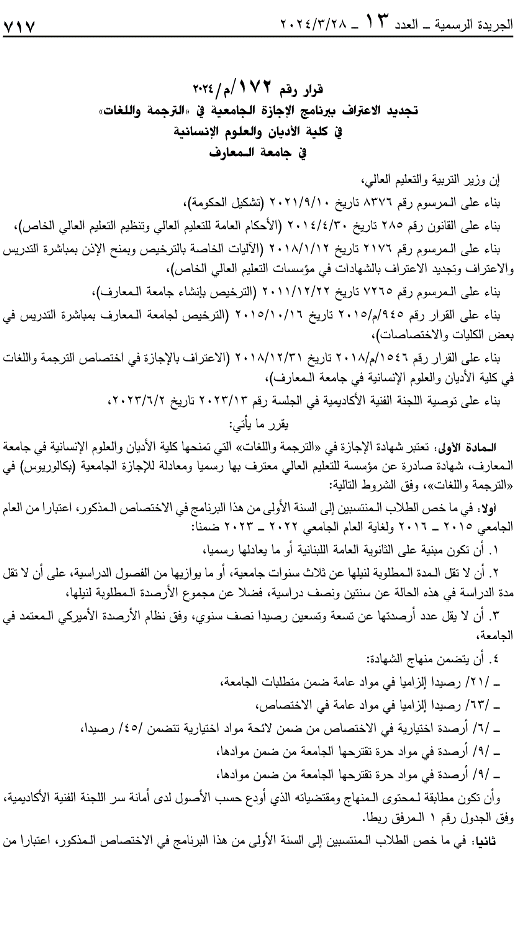 الجريدة الرسمية ــ العدد ١٣ ــ ٢٠٢٤/٣/٢٨
٧١٧
قرار رقم ١٧٢/م/٢٠٢٤
تجديد الاعتراف ببرنامج الإجازة الجامعية في «الترجمة واللغات»
في كلية الأديان والعلوم الإنسانية
في جامعة المعارف
إن وزير التربية والتعليم العالي،
بناء على المرسوم رقم ٨٣٧٦ تاريخ ٢٠٢١/٩/١٠ (تشكيل الحكومة)،
بناء على القانون رقم ٢٨٥ تاريخ ٢٠١٤/٤/٣٠ (الأحكام العامة للتعليم العالي وتنظيم التعليم العالي الخاص)،
بناء على المرسوم رقم ٢١٧٦ تاريخ ٢٠١٨/١/١٢ (الآليات الخاصة بالترخيص وبمنح الإذن بمباشرة التدريس
والاعتراف وتجديد الاعتراف بالشهادات في مؤسسات التعليم العالي الخاص)،
بناء على المرسوم رقم ٧٢٦٥ تاريخ ٢٠١١/١٢/٢٢ (الترخيص بإنشاء جامعة المعارف)،
بناء على القرار رقم ٩٤٥/م/٢٠١٥ تاريخ ٢٠١٥/١٠/١٦ (الترخيص لجامعة المعارف بمباشرة التدريس في
بعض الكليات والاختصاصات)،
بناء على القرار رقم ١٥٤٦/م/٢٠١٨ تاريخ ٢٠١٨/١٢/٣١ (الاعتراف بالإجازة في اختصاص الترجمة واللغات
في كلية الأديان والعلوم الإنسانية في جامعة المعارف)،
بناء على توصية اللجنة الفنية الأكاديمية في الجلسة رقم ٢٠٢٣/١٣ تاريخ ٢٠٢٣/٦/٢،
يقرر ما يأتي:
المادة الأولى: تعتبر شهادة الإجازة في «الترجمة واللغات» التي تمنحها كلية الأديان والعلوم الإنسانية في جامعة
المعارف، شهادة صادرة عن مؤسسة للتعليم العالي معترف بها رسميا ومعادلة للإجازة الجامعية (بكالوريوس) في
«الترجمة واللغات»، وفق الشروط التالية:
أولا: في ما خص الطلاب المنتسبين إلى السنة الأولى من هذا البرنامج في الاختصاص المذكور، اعتبارا من العام
الجامعي ٢٠١٥ ــ ٢٠١٦ ولغاية العام الجامعي ٢٠٢٢ ــ ٢٠٢٣ ضمنا:
١. أن تكون مبنية على الثانوية العامة اللبنانية أو ما يعادلها رسميا،
٢. أن لا تقل المدة المطلوبة لنيلها عن ثلاث سنوات جامعية، أو ما يوازيها من الفصول الدراسية، على أن لا تقل
مدة الدراسة في هذه الحالة عن سنتين ونصف دراسية، فضلا عن مجموع الأرصدة المطلوبة لنيلها،
٣. أن لا يقل عدد أرصدتها عن تسعة وتسعين رصيدا نصف سنوي، وفق نظام الأرصدة الأميركي المعتمد في
الجامعة،
٤. أن يتضمن منهاج الشهادة:
ــ /٢١/ رصيدا إلزاميا في مواد عامة ضمن متطلبات الجامعة،
ــ /٦٣/ رصيدا إلزاميا في مواد عامة في الاختصاص،
ــ /٦/ أرصدة اختيارية في الاختصاص من ضمن لائحة مواد اختيارية تتضمن /٤٥/ رصيدا،
ــ /٩/ أرصدة في مواد حرة تقترحها الجامعة من ضمن موادها،
ــ /٩/ أرصدة في مواد حرة تقترحها الجامعة من ضمن موادها،
وأن تكون مطابقة لمحتوى المنهاج ومقتضياته الذي أودع حسب الأصول لدى أمانة سر اللجنة الفنية الأكاديمية،
وفق الجدول رقم ١ المرفق ربطا.
ثانيا: في ما خص الطلاب المنتسبين إلى السنة الأولى من هذا البرنامج في الاختصاص المذكور، اعتبارا من